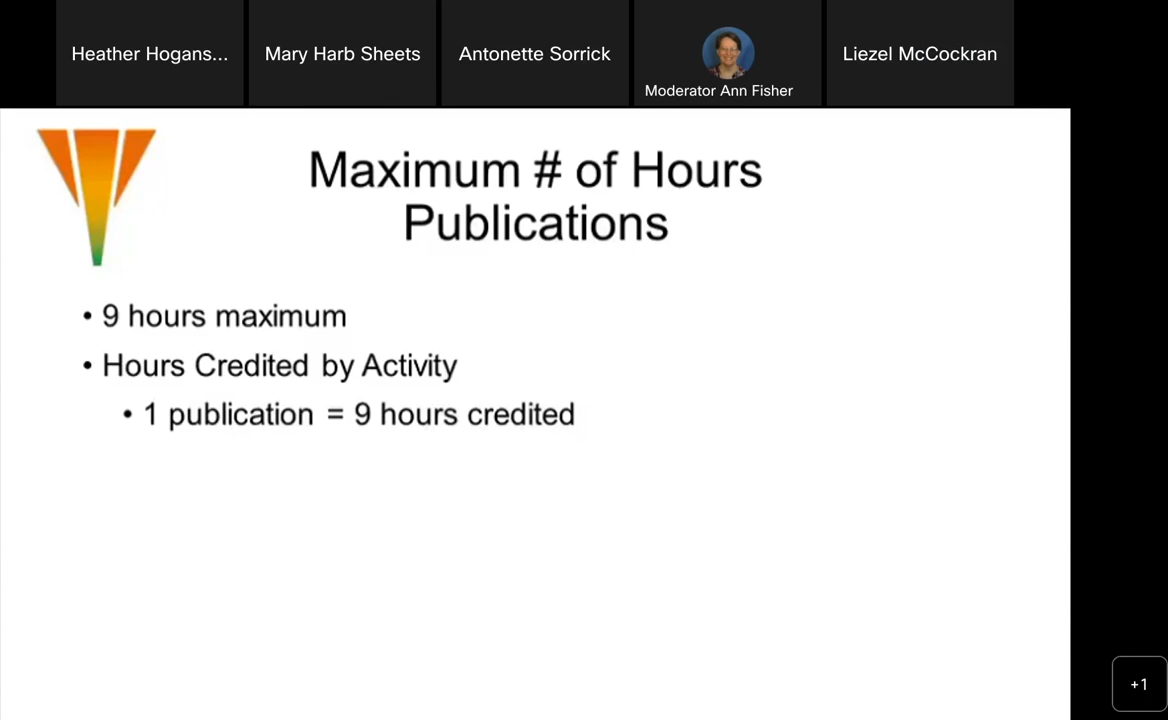 Heather Hogans...
Mary Harb Sheets
Antonette Sorrick
Moderator Ann Fisher
Liezel McCockran
Maximum # of Hours
Publications
• 9 hours maximum
• Hours Credited by Activity
• 1 publication = 9 hours credited
+1